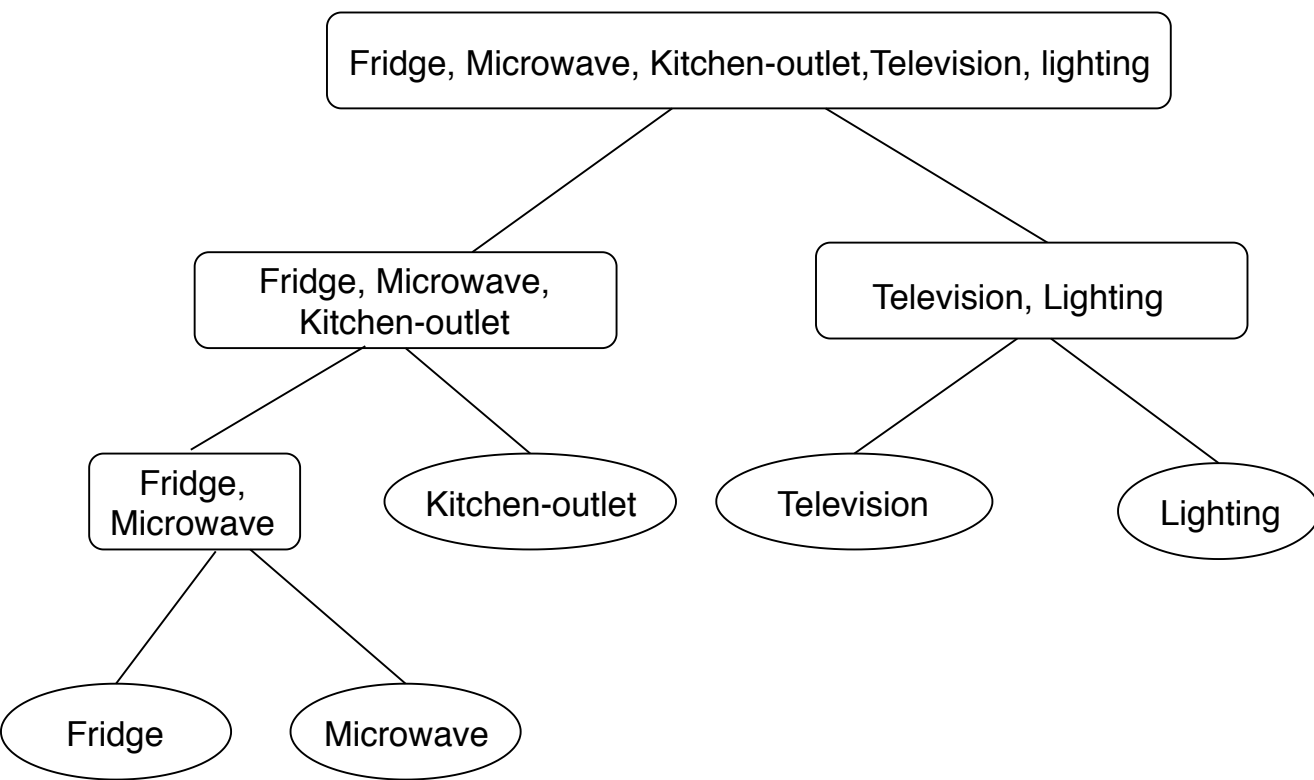 Fridge, Microwave, Kitchen-outlet,Television, lighting
Fridge, Microwave,
Kitchen-outlet
Television, Lighting
Fridge,
Microwave
Kitchen-outlet
Television
Lighting
Fridge
Microwave